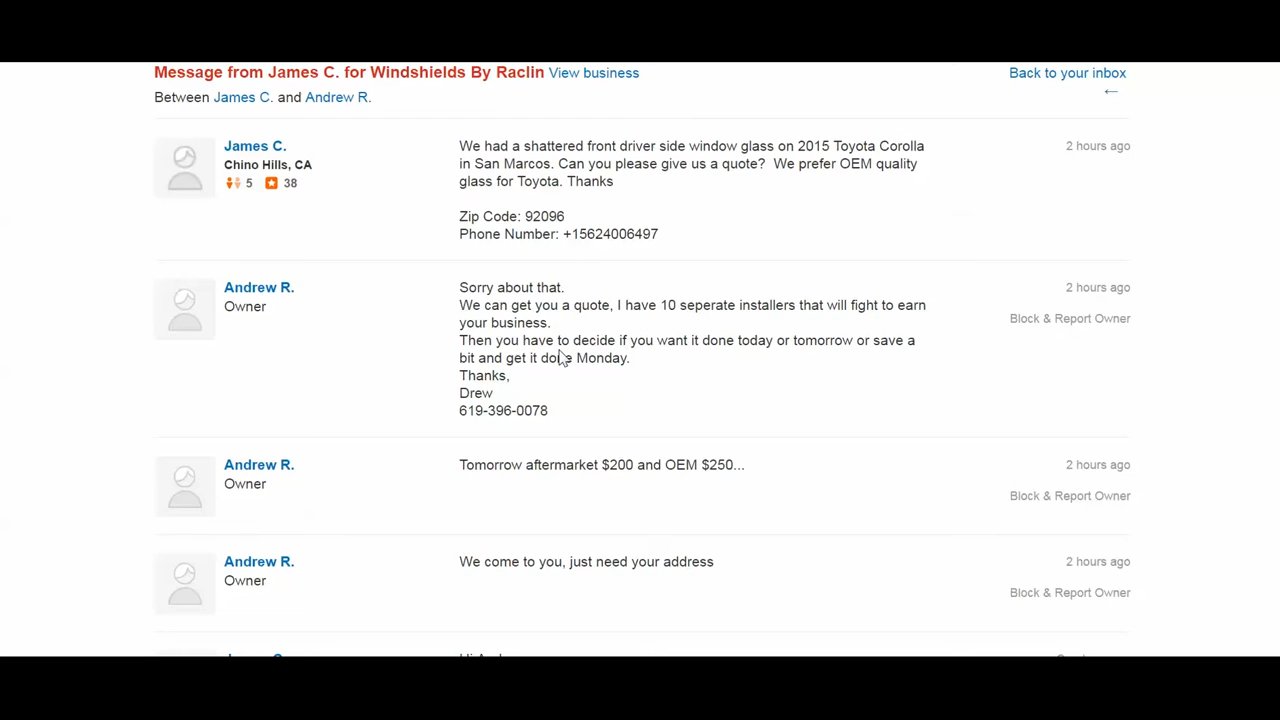 Message from James C. for Windshields By Raclin View business
Back to your inbox
←
Between James C. and Andrew R.
James C.
Chino Hills, CA
5 38
We had a shattered front driver side window glass on 2015 Toyota Corolla
in San Marcos. Can you please give us a quote?  We prefer OEM quality
glass for Toyota. Thanks
Zip Code: 92096
Phone Number: +15624006497
2 hours ago
Andrew R.
Owner
Sorry about that.
We can get you a quote, I have 10 seperate installers that will fight to earn
your business.
Then you have to decide if you want it done today or tomorrow or save a
bit and get it done Monday.
Thanks,
Drew
619-396-0078
2 hours ago
Block & Report Owner
Andrew R.
Owner
Tomorrow aftermarket $200 and OEM $250...
2 hours ago
Block & Report Owner
Andrew R.
Owner
We come to you, just need your address
2 hours ago
Block & Report Owner